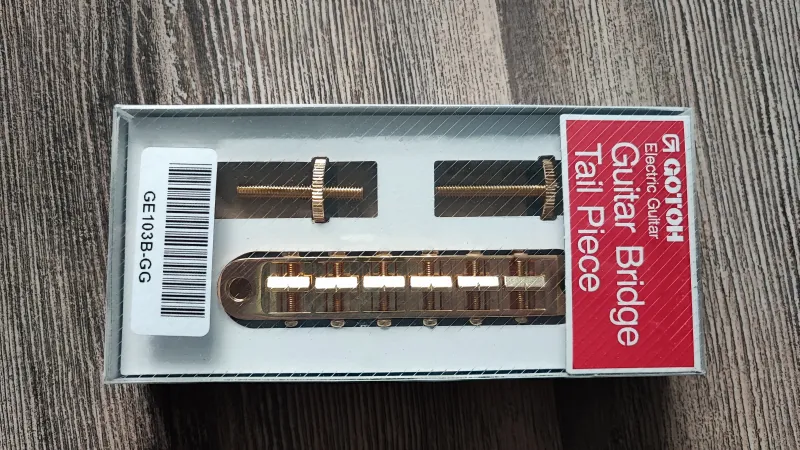 GOTOH
Electric Guitar
Guitar Bridge
Tail Piece
GE103B-GG